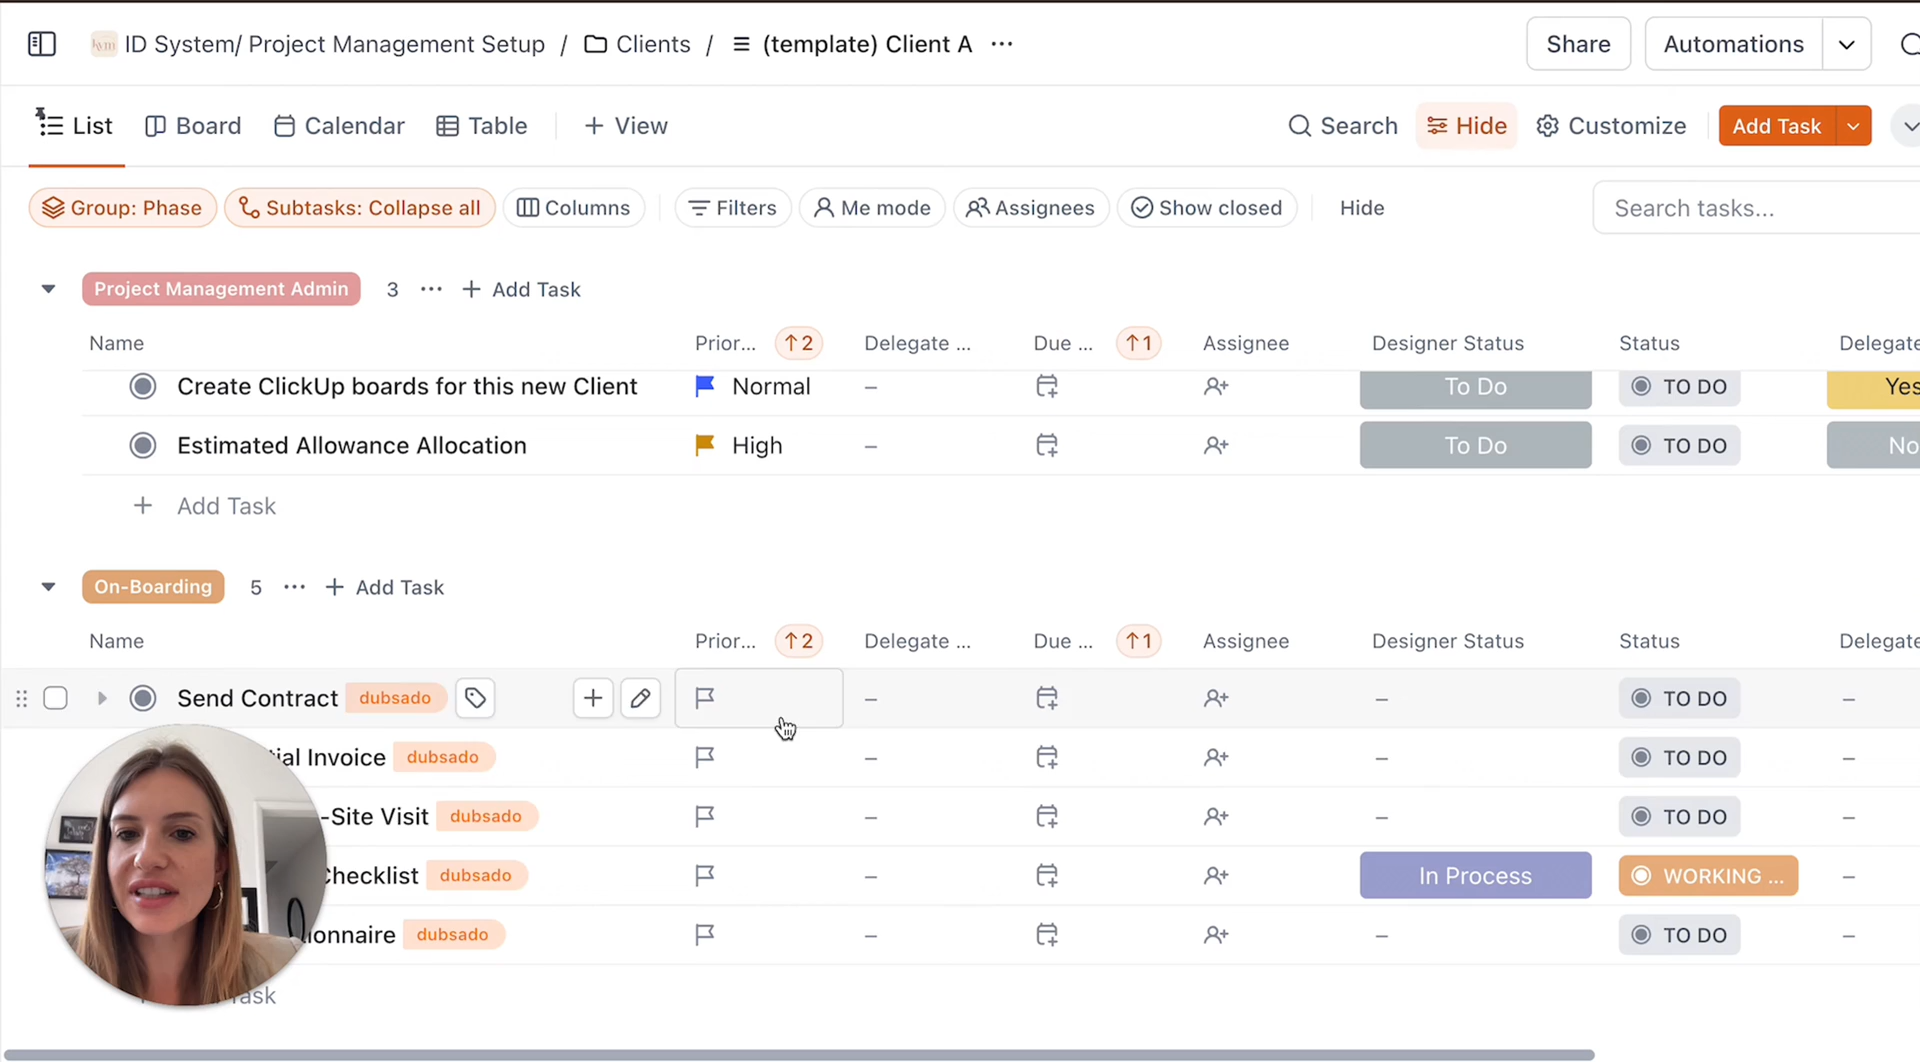 kym ID System/ Project Management Setup / Clients / (template) Client A ... Share Automations
List Board Calendar Table + View Search Hide Customize Add Task
Group: Phase Subtasks: Collapse all Columns Filters Me mode Assignees Show closed Hide Search tasks...
Project Management Admin 3 ... + Add Task
Name Prior... ↑2 Delegate ... Due ... ↑1 Assignee Designer Status Status Delegate
Create ClickUp boards for this new Client Normal – To Do TO DO Yes
Estimated Allowance Allocation High – To Do TO DO No
+ Add Task
On-Boarding 5 ... + Add Task
Name Prior... ↑2 Delegate ... Due ... ↑1 Assignee Designer Status Status Delegate
Send Contract dubsado – – TO DO –
Invoice dubsado – – TO DO –
-Site Visit dubsado – – TO DO –
Checklist dubsado – In Process WORKING ... –
ionnaire dubsado – – TO DO –
ask